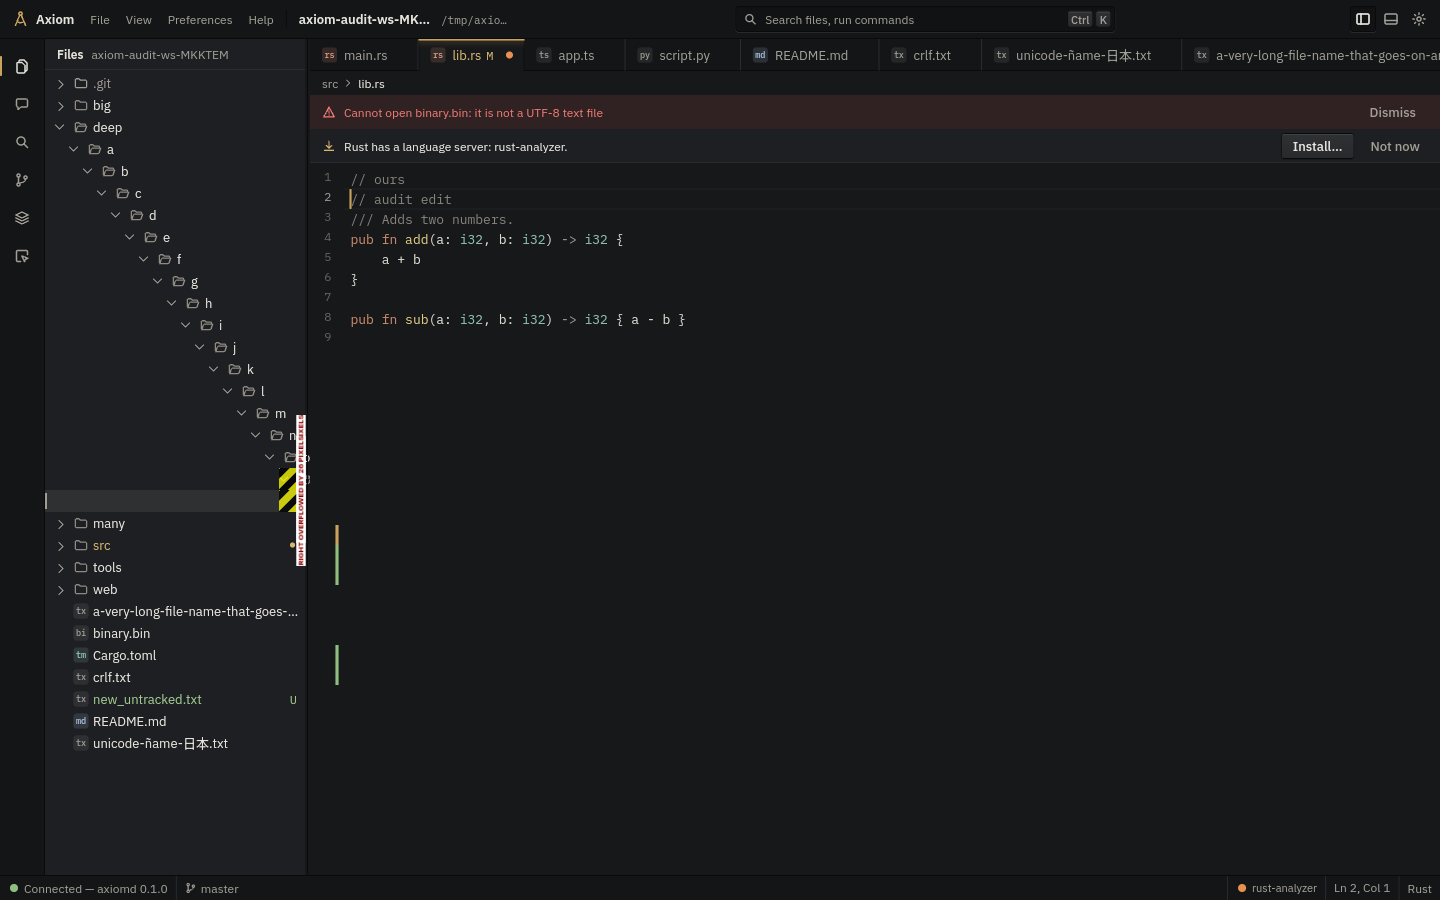 Axiom File View Preferences Help axiom-audit-ws-MK... /tmp/axio... Search files, run commands Ctrl K
Files axiom-audit-ws-MKKTEM
main.rs
lib.rs M
app.ts
script.py
README.md
crlf.txt
unicode-ñame-日本.txt
a-very-long-file-name-that-goes-on-a
src > lib.rs
Cannot open binary.bin: it is not a UTF-8 text file Dismiss
Rust has a language server: rust-analyzer. Install... Not now
.git
big
deep
a
b
c
d
e
f
g
h
i
j
k
l
m
n
RIGHT OVERFLOWED BY 26 PIXELS
many
src
tools
web
a-very-long-file-name-that-goes-...
binary.bin
Cargo.toml
crlf.txt
new_untracked.txt U
README.md
unicode-ñame-日本.txt
1 // ours
2 // audit edit
3 /// Adds two numbers.
4 pub fn add(a: i32, b: i32) -> i32 {
5 a + b
6 }
7
8 pub fn sub(a: i32, b: i32) -> i32 { a - b }
9
Connected — axiomd 0.1.0 master rust-analyzer Ln 2, Col 1 Rust